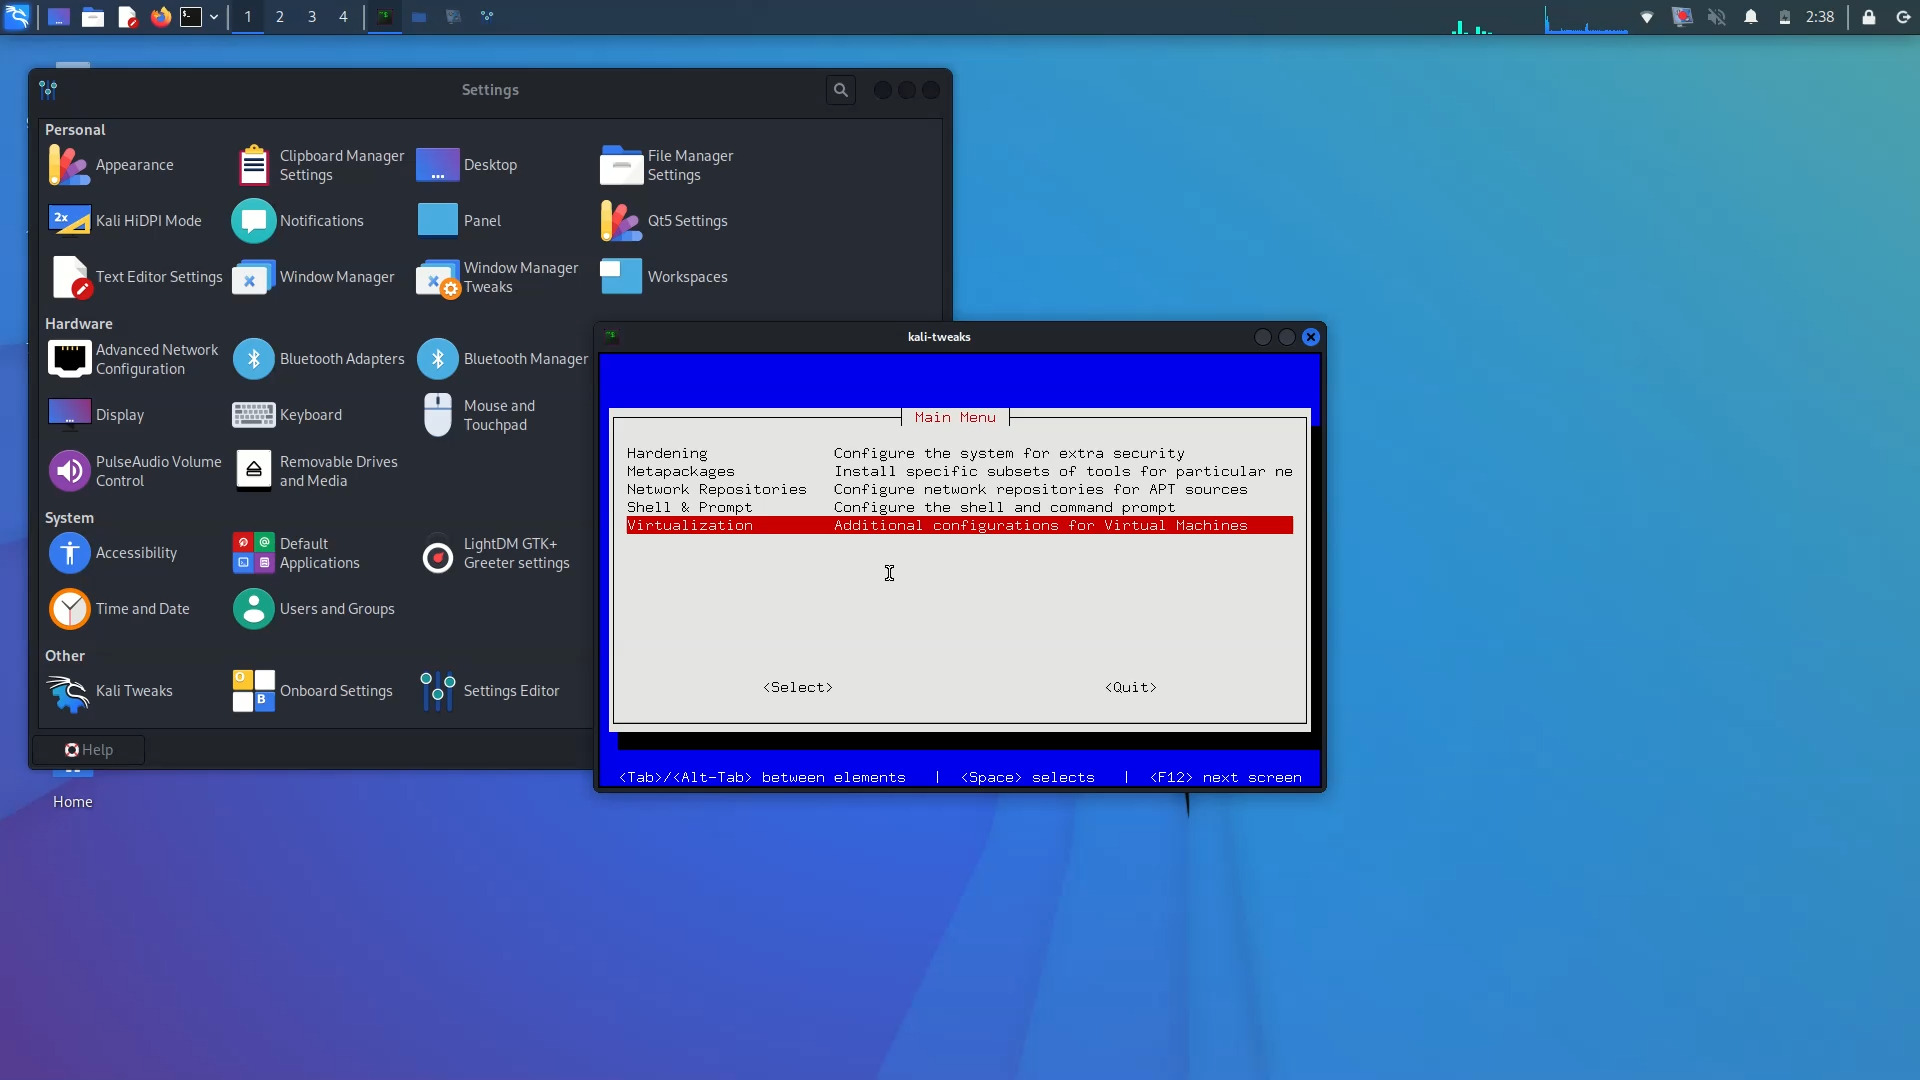 1 2 3 4 2:38
Settings
Personal
Appearance
Clipboard Manager
Settings
Desktop
File Manager
Settings
2x
Kali HiDPI Mode
Notifications
Panel
Qt5 Settings
Text Editor Settings
Window Manager
Window Manager
Tweaks
Workspaces
Hardware
Advanced Network
Configuration
Bluetooth Adapters
Bluetooth Manager
Display
Keyboard
Mouse and
Touchpad
PulseAudio Volume
Control
Removable Drives
and Media
System
Accessibility
Default
Applications
LightDM GTK+
Greeter settings
Time and Date
Users and Groups
Other
Kali Tweaks
Onboard Settings
Settings Editor
Help
Home
kali-tweaks
Main Menu
Hardening Configure the system for extra security
Metapackages Install specific subsets of tools for particular ne
Network Repositories Configure network repositories for APT sources
Shell & Prompt Configure the shell and command prompt
Virtualization Additional configurations for Virtual Machines
<Select> <Quit>
<Tab>/<Alt-Tab> between elements | <Space> selects | <F12> next screen